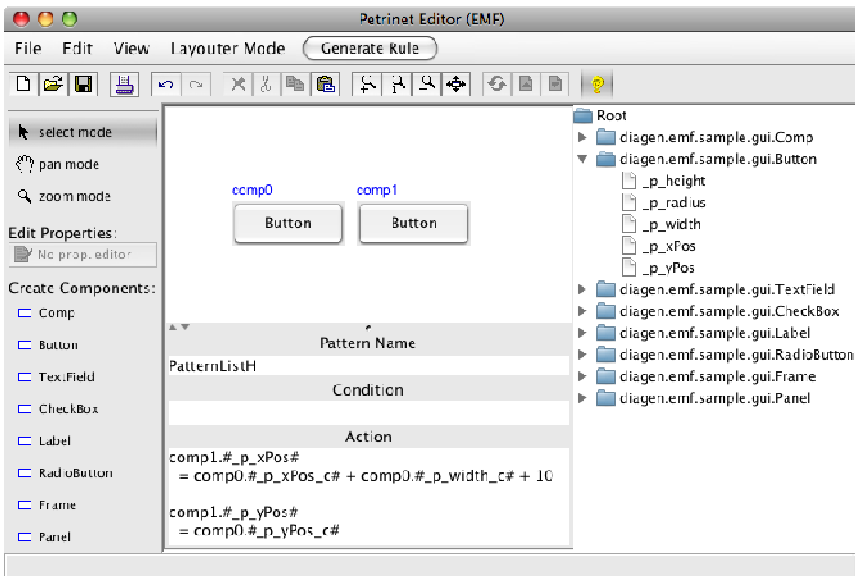 Petrinet Editor (EMF)
File Edit View Layouter Mode Generate Rule
select mode
pan mode
zoom mode
Edit Properties:
No prop. editor
Create Components:
Comp
Button
TextField
CheckBox
Label
RadioButton
Frame
Panel
comp0 comp1
Button Button
Pattern Name
PatternListH
Condition
Action
comp1.#_p_xPos#
= comp0.#_p_xPos_c# + comp0.#_p_width_c# + 10
comp1.#_p_yPos#
= comp0.#_p_yPos_c#
Root
diagen.emf.sample.gui.Comp
diagen.emf.sample.gui.Button
_p_height
_p_radius
_p_width
_p_xPos
_p_yPos
diagen.emf.sample.gui.TextField
diagen.emf.sample.gui.CheckBox
diagen.emf.sample.gui.Label
diagen.emf.sample.gui.RadioButton
diagen.emf.sample.gui.Frame
diagen.emf.sample.gui.Panel